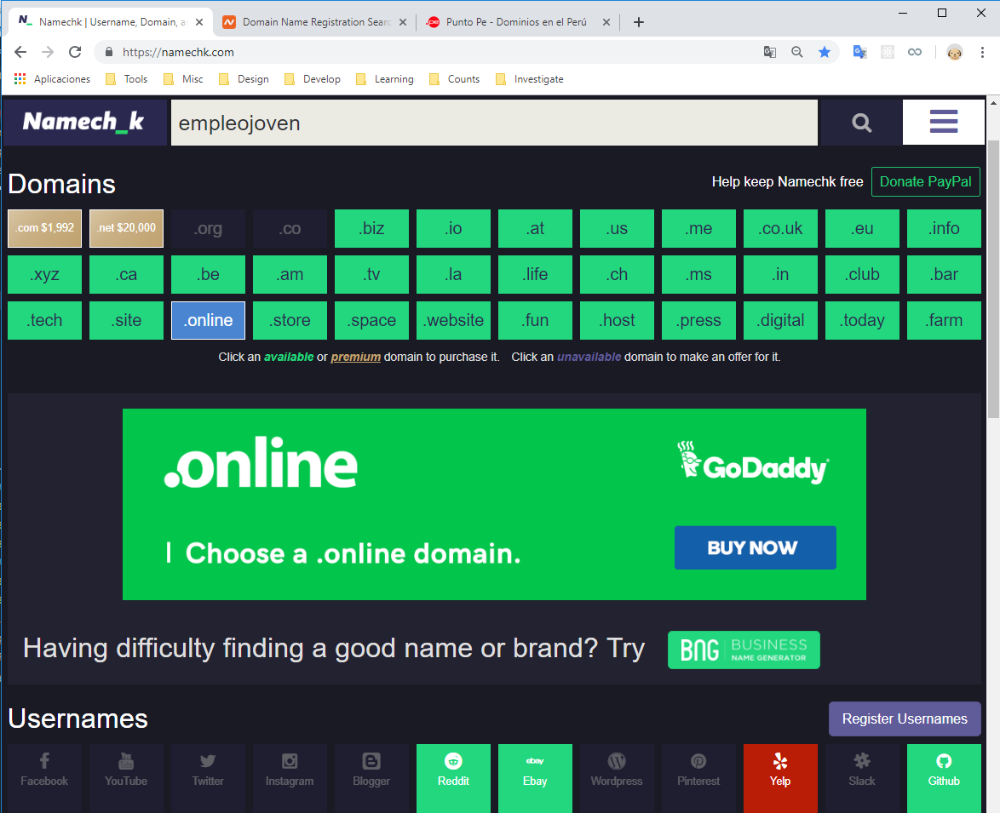 Namechk | Username, Domain, an
Domain Name Registration Searc
Punto Pe - Dominios en el Perú
https://namechk.com
Aplicaciones Tools Misc Design Develop Learning Counts Investigate
Namech_k
empleojoven
Domains
Help keep Namechk free
Donate PayPal
.com $1,992 .net $20,000 .org .co .biz .io .at .us .me .co.uk .eu .info
.xyz .ca .be .am .tv .la .life .ch .ms .in .club .bar
.tech .site .online .store .space .website .fun .host .press .digital .today .farm
Click an available or premium domain to purchase it. Click an unavailable domain to make an offer for it.
.online
GoDaddy
Choose a .online domain.
BUY NOW
Having difficulty finding a good name or brand? Try
BNG BUSINESS
NAME GENERATOR
Usernames
Register Usernames
Facebook YouTube Twitter Instagram Blogger Reddit Ebay Wordpress Pinterest Yelp Slack Github